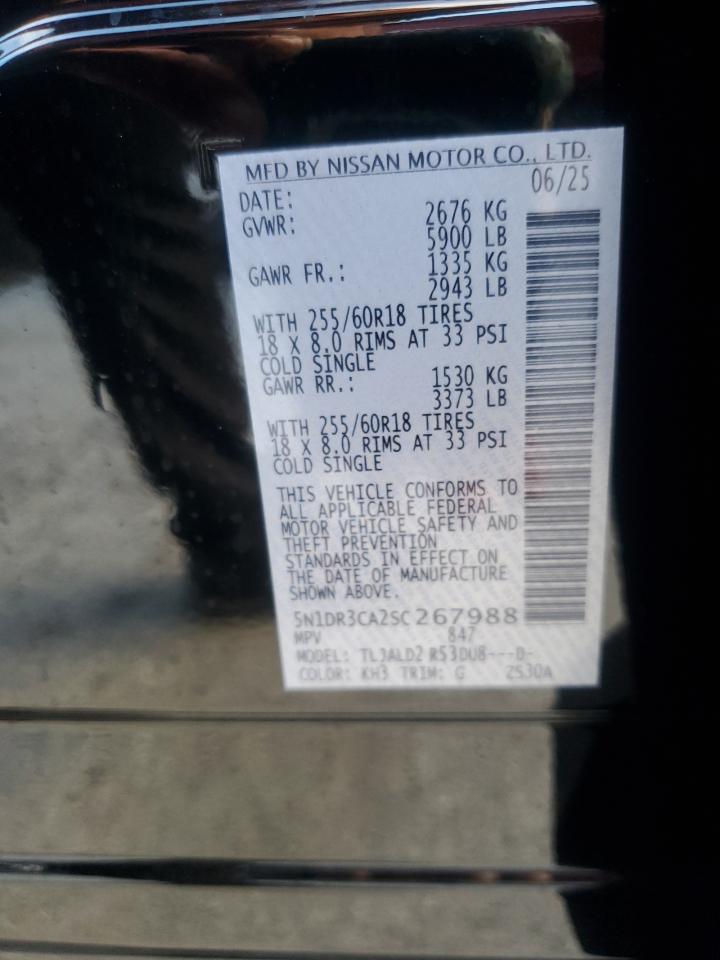 MFD BY NISSAN MOTOR CO., LTD.
DATE: 06/25
GVWR: 2676 KG
5900 LB
GAWR FR.: 1335 KG
2943 LB
WITH 255/60R18 TIRES
18 X 8.0 RIMS AT 33 PSI
COLD SINGLE
GAWR RR.: 1530 KG
3373 LB
WITH 255/60R18 TIRES
18 X 8.0 RIMS AT 33 PSI
COLD SINGLE
THIS VEHICLE CONFORMS TO
ALL APPLICABLE FEDERAL
MOTOR VEHICLE SAFETY AND
THEFT PREVENTION
STANDARDS IN EFFECT ON
THE DATE OF MANUFACTURE
SHOWN ABOVE.
5N1DR3CA2SC267988
MPV 847
MODEL: TLJALD2 R53DU8---D-
COLOR: KH3 TRIM: G ZS30A